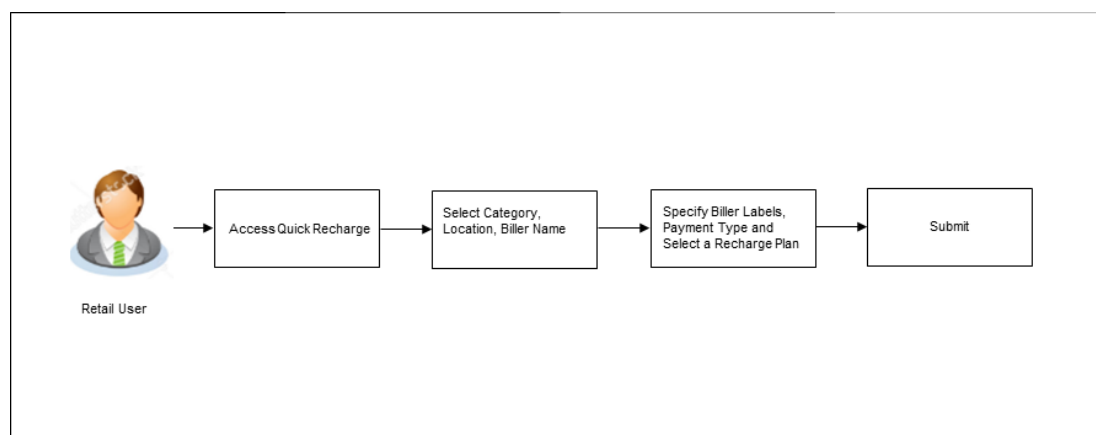 Retail User
Access Quick Recharge
Select Category,
Location, Biller Name
Specify Biller Labels,
Payment Type and
Select a Recharge Plan
Submit